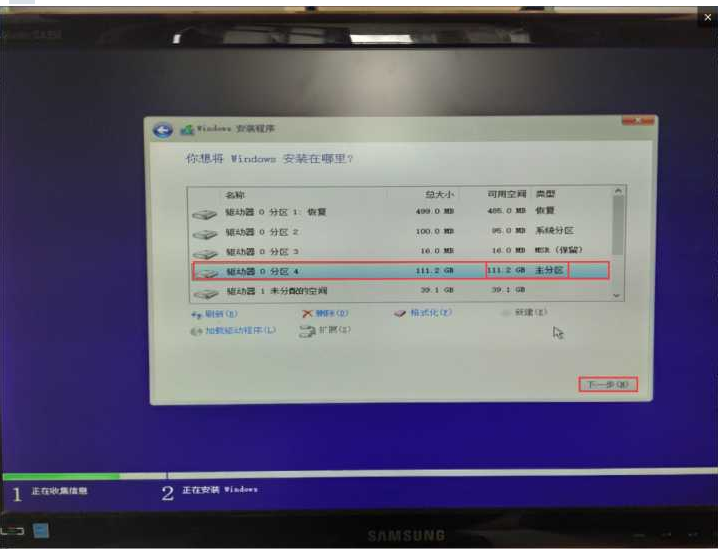 Windows 安装程序
你想将 Windows 安装在哪里?
名称 总大小 可用空间 类型
驱动器 0 分区 1: 恢复 499.0 MB 485.0 MB 恢复
驱动器 0 分区 2 100.0 MB 95.0 MB 系统分区
驱动器 0 分区 3 16.0 MB 16.0 MB MSR (保留)
驱动器 0 分区 4 111.2 GB 111.2 GB 主分区
驱动器 1 未分配的空间 39.1 GB 39.1 GB
刷新(R) 删除(D) 格式化(F) 新建(E)
加载驱动程序(L) 扩展(X)
下一步(N)
1 正在收集信息 2 正在安装 Windows
SAMSUNG